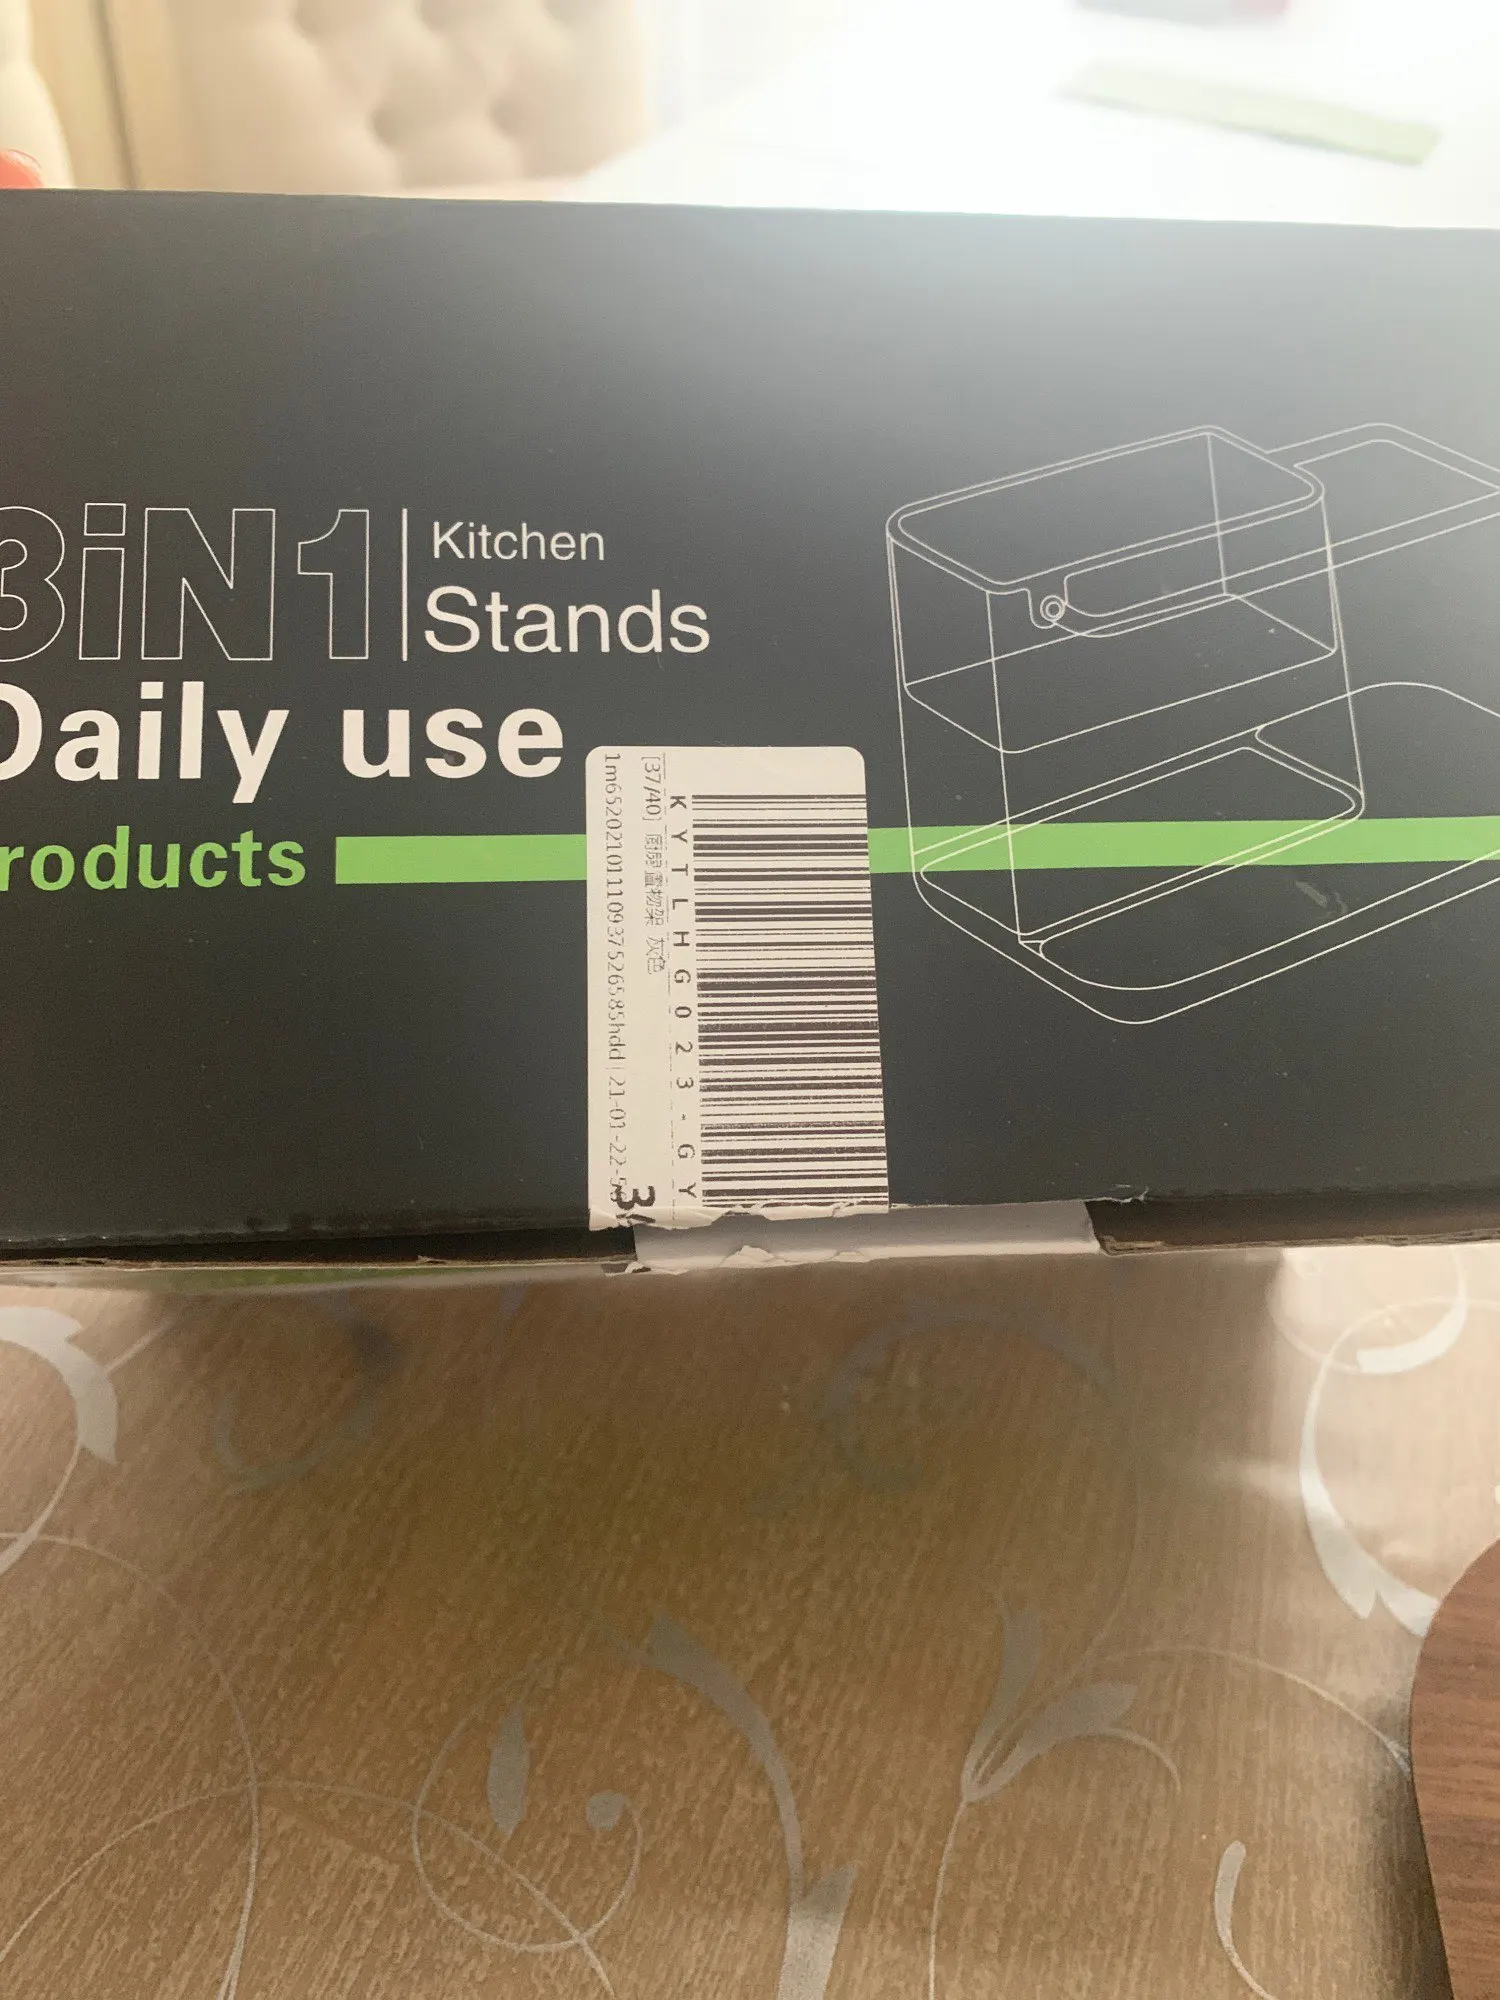 3iN1
Kitchen
Stands
Daily use
roducts
KYTLHG023-GY
[37/40] 厨房置物架 灰色
21-01-22-